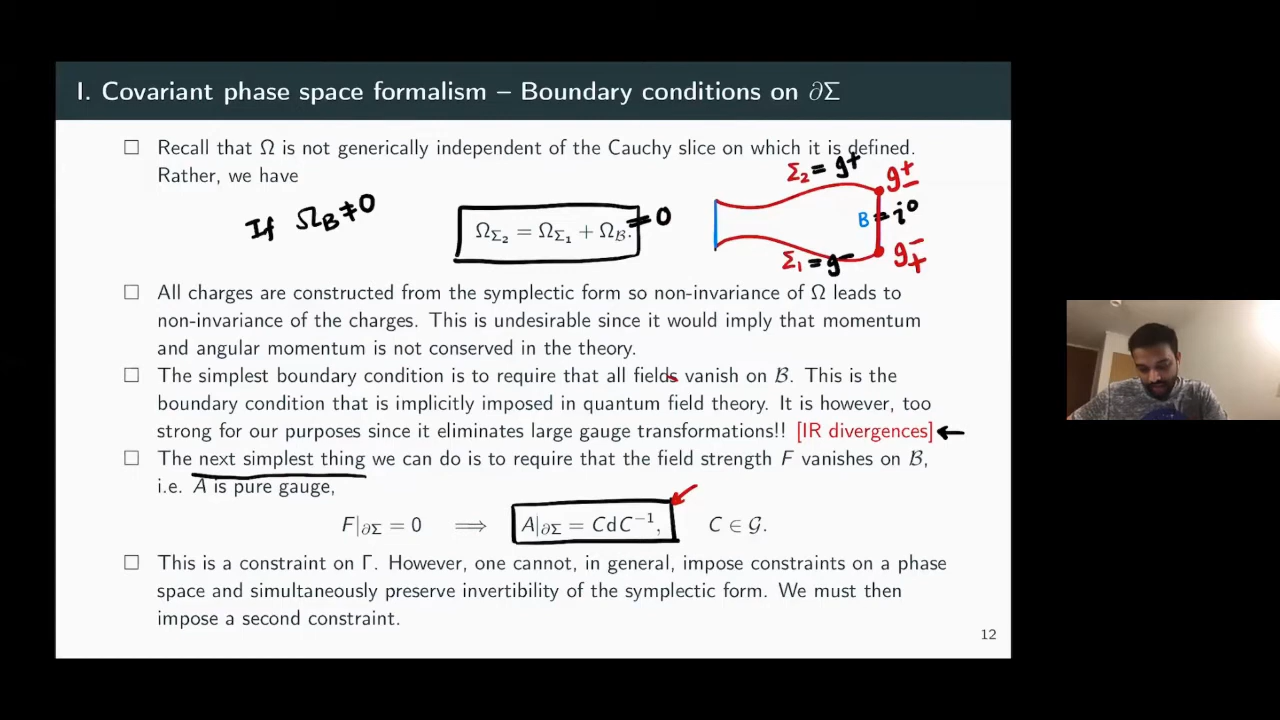 I. Covariant phase space formalism – Boundary conditions on ∂Σ
□ Recall that Ω is not generically independent of the Cauchy slice on which it is defined.
Rather, we have
If Ω_B ≠ 0
Ω_Σ₂ = Ω_Σ₁ + Ω_ℬ. = 0
Σ₂ = 𝓘⁺
𝓘⁺₋
B = i⁰
Σ₁ = 𝓘⁻
𝓘⁻₊
□ All charges are constructed from the symplectic form so non-invariance of Ω leads to
non-invariance of the charges. This is undesirable since it would imply that momentum
and angular momentum is not conserved in the theory.
□ The simplest boundary condition is to require that all fields vanish on ℬ. This is the
boundary condition that is implicitly imposed in quantum field theory. It is however, too
strong for our purposes since it eliminates large gauge transformations!! [IR divergences] ←
□ The next simplest thing we can do is to require that the field strength F vanishes on ℬ,
i.e. A is pure gauge,
F|_∂Σ = 0 ⟹ A|_∂Σ = CdC⁻¹, C ∈ 𝒢.
□ This is a constraint on Γ. However, one cannot, in general, impose constraints on a phase
space and simultaneously preserve invertibility of the symplectic form. We must then
impose a second constraint.
12